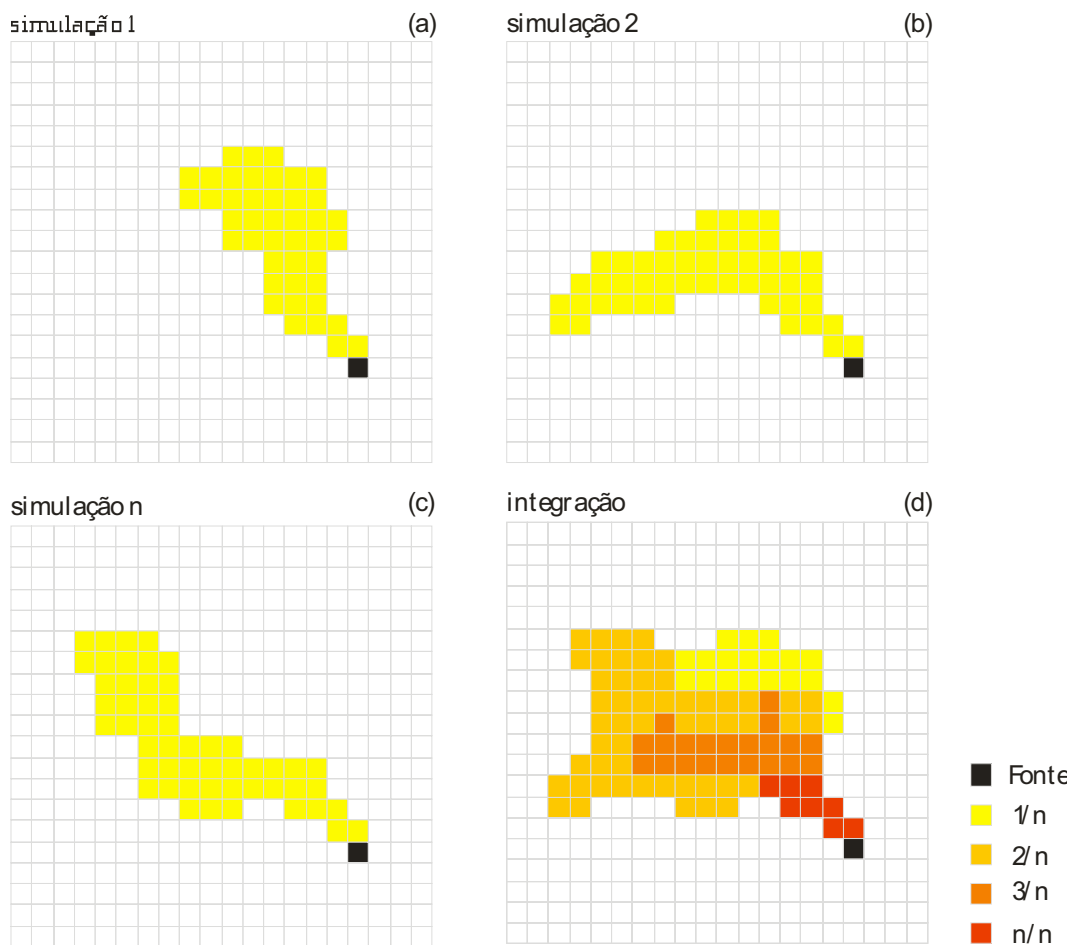 simulação 1
(a)
simulação 2
(b)
simulação n
(c)
integração
(d)
Fonte
1/n
2/n
3/n
n/n